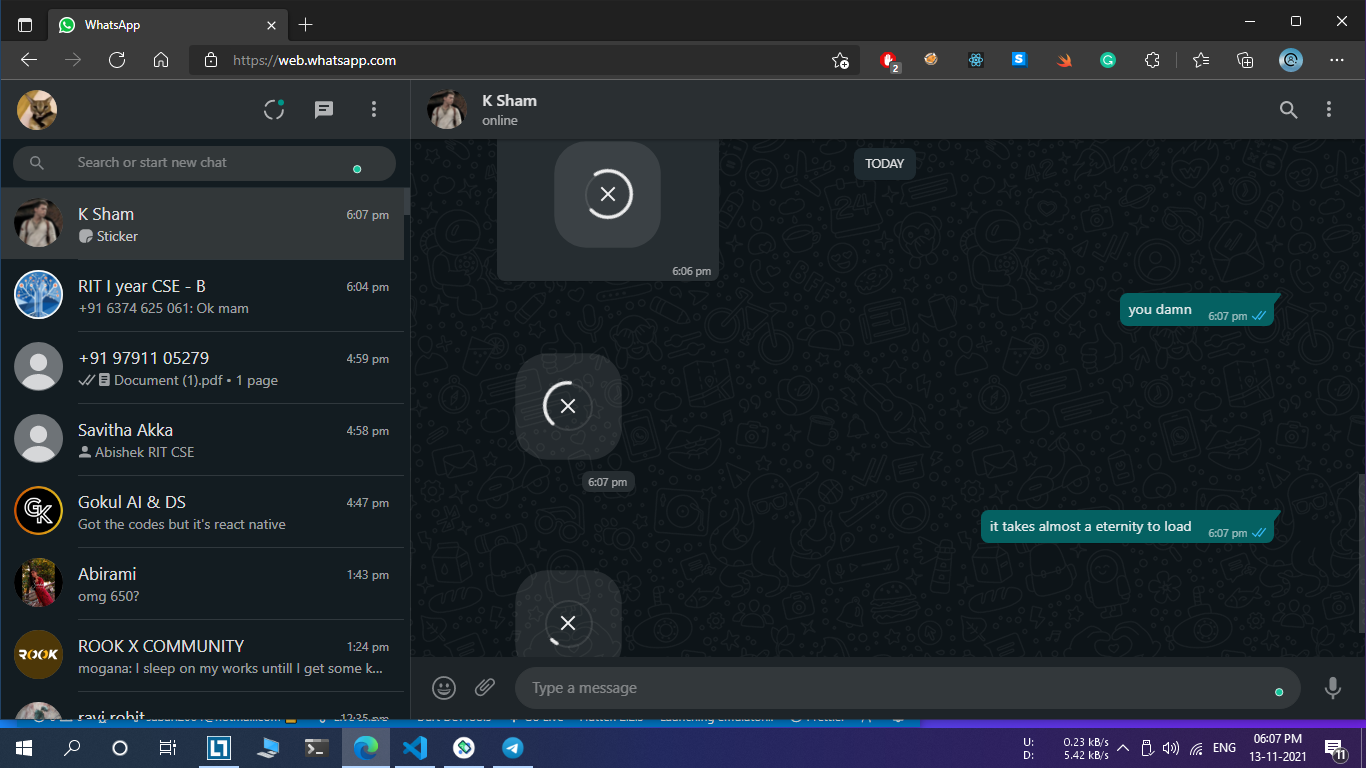 WhatsApp
https://web.whatsapp.com
2
K Sham
online
Search or start new chat
K Sham
6:07 pm
Sticker
RIT I year CSE - B
6:04 pm
+91 6374 625 061: Ok mam
+91 97911 05279
4:59 pm
Document (1).pdf • 1 page
Savitha Akka
4:58 pm
Abishek RIT CSE
Gokul AI & DS
4:47 pm
Got the codes but it's react native
Abirami
1:43 pm
omg 650?
ROOK X COMMUNITY
1:24 pm
mogana: I sleep on my works untill I get some k...
ravi rohit
TODAY
6:06 pm
you damn
6:07 pm
6:07 pm
it takes almost a eternity to load
6:07 pm
Type a message
U: 0.23 kB/s
D: 5.42 kB/s
ENG
06:07 PM
13-11-2021
11